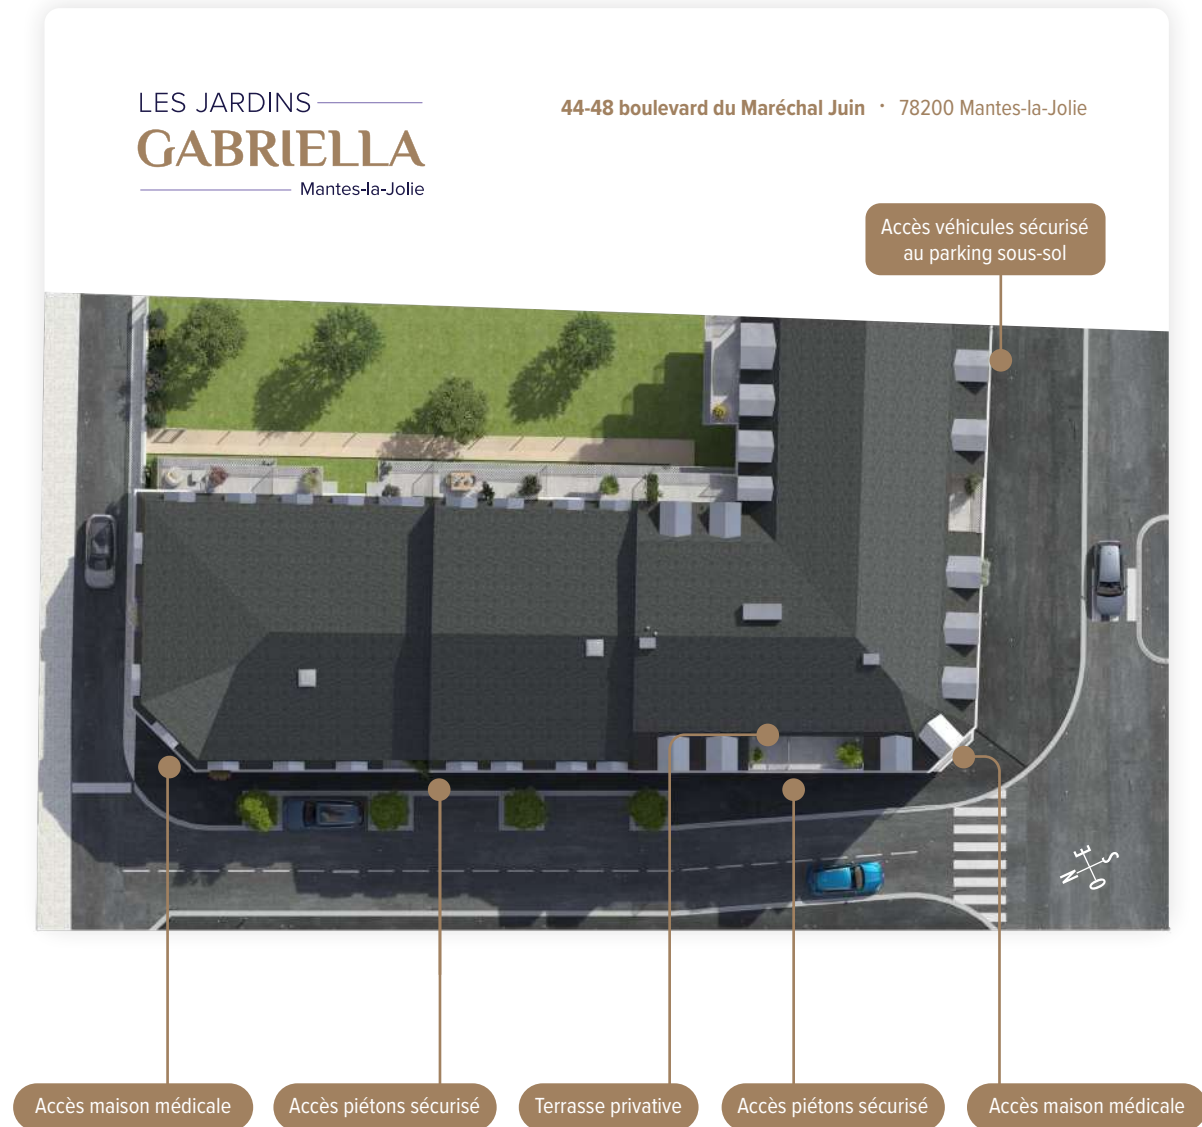 LES JARDINS
GABRIELLA
Mantes-la-Jolie
44-48 boulevard du Maréchal Juin • 78200 Mantes-la-Jolie
Accès véhicules sécurisé
au parking sous-sol
E
S
N
O
Accès maison médicale
Accès piétons sécurisé
Terrasse privative
Accès piétons sécurisé
Accès maison médicale